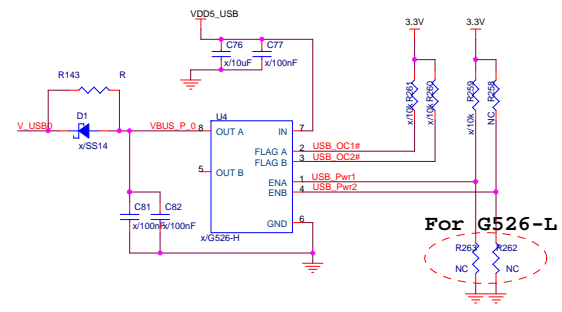 VDD5_USB
3.3V
3.3V
C76
C77
x/10uF
x/100nF
R143
R
D1
V_USB0
x/SS14
VBUS_P_0
x/10k
R261
x/10k
R260
x/10k
R259
NC
R258
U4
8
OUT A
IN
7
FLAG A
2
USB_OC1#
FLAG B
3
USB_OC2#
5
OUT B
ENA
1
USB_Pwr1
ENB
4
USB_Pwr2
GND
6
x/G526-H
C81
C82
x/100nF
x/100nF
For G526-L
R263
R262
NC
NC